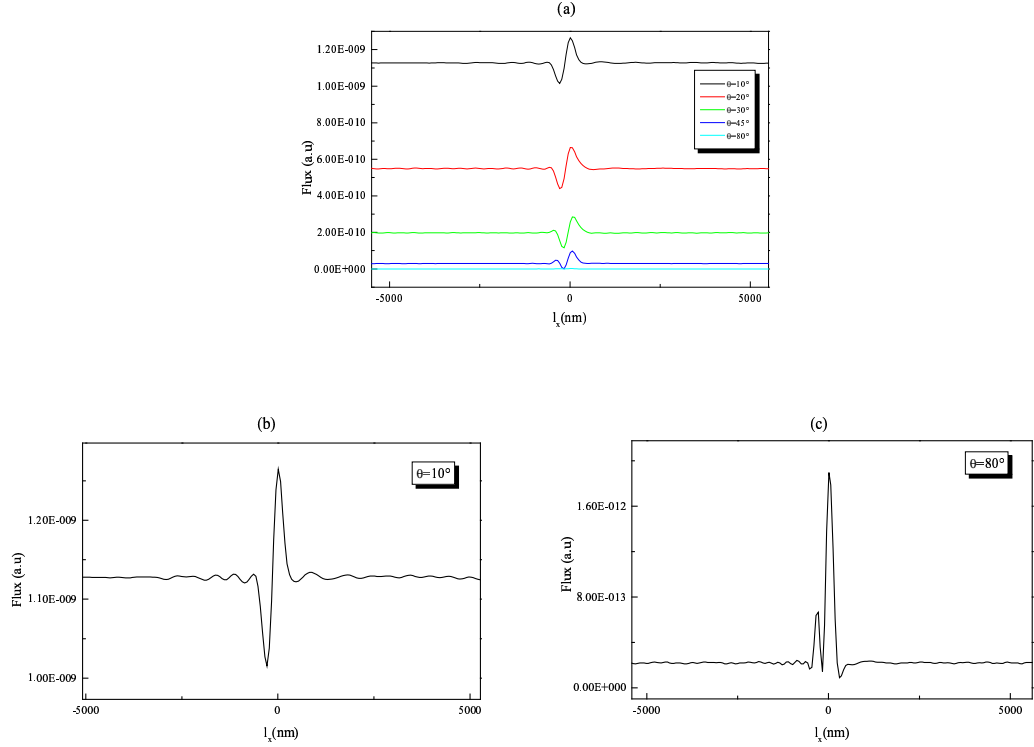 (a)
1.20E-009
1.00E-009
8.00E-010
6.00E-010
4.00E-010
2.00E-010
0.00E+000
Flux (a.u)
θ=10°
θ=20°
θ=30°
θ=45°
θ=80°
-5000 0 5000
lx(nm)
(b)
θ=10°
1.20E-009
1.10E-009
1.00E-009
Flux (a.u)
-5000 0 5000
lx(nm)
(c)
θ=80°
1.60E-012
8.00E-013
0.00E+000
Flux (a.u)
-5000 0 5000
lx(nm)